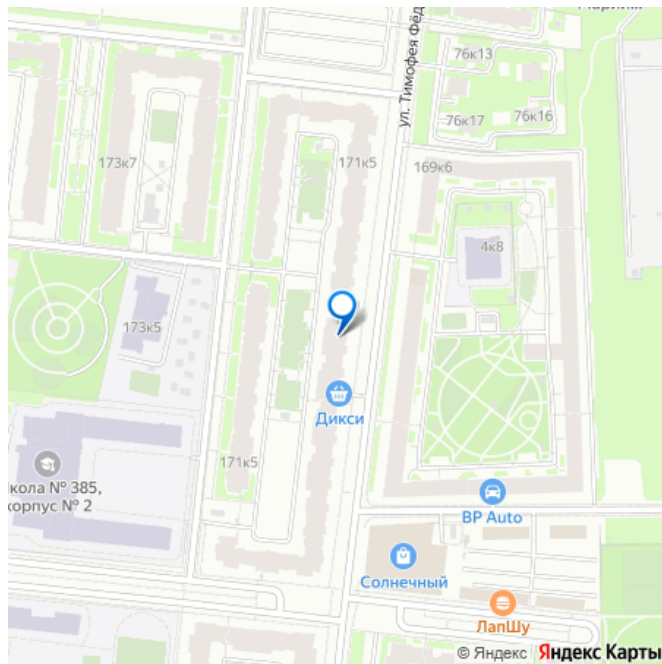 76к13
ул. Тимофея Фёд
76к17
76к16
173к7
171к5
169к6
4к8
173к5
Дикси
171к5
кола № 385,
корпус № 2
BP Auto
Солнечный
ЛапШу
© Яндекс Яндекс Карты